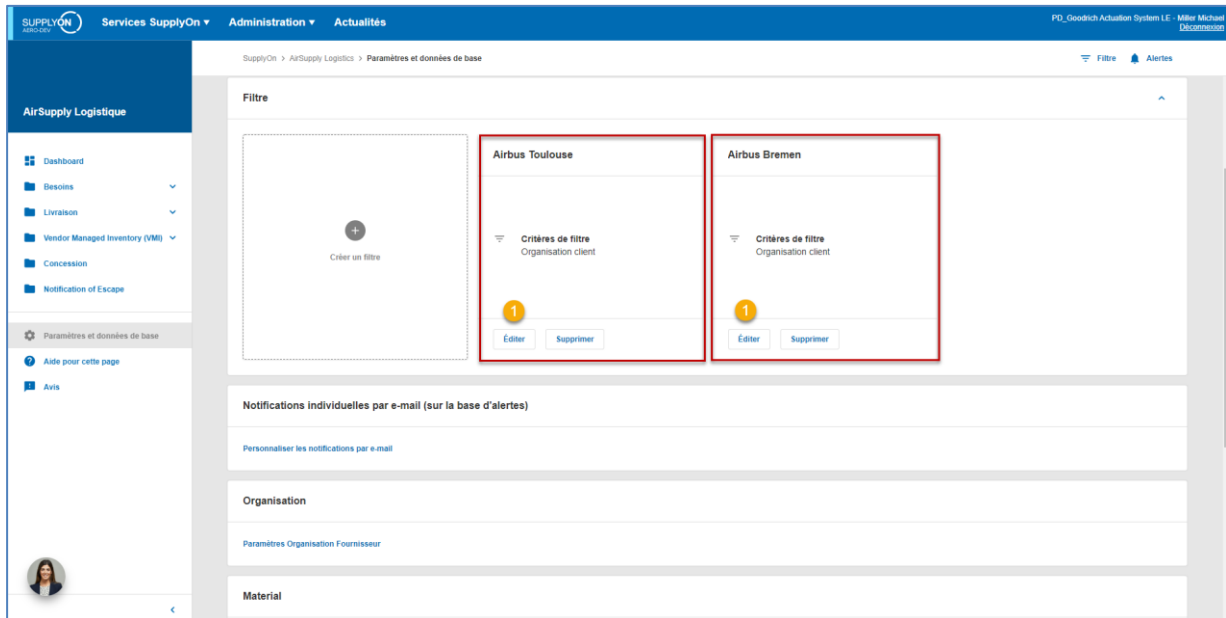 SUPPLYON
AERO-DEV
Services SupplyOn ▾ Administration ▾ Actualités
PD_Goodrich Actuation System LE - Miller Michael
Déconnexion
SupplyOn > AirSupply Logistics > Paramètres et données de base
Filtre Alertes
AirSupply Logistique
Dashboard
Besoins
Livraison
Vendor Managed Inventory (VMI)
Concession
Notification of Escape
Paramètres et données de base
Aide pour cette page
Avis
Filtre
Créer un filtre
Airbus Toulouse
Critères de filtre
Organisation client
1
Éditer Supprimer
Airbus Bremen
Critères de filtre
Organisation client
1
Éditer Supprimer
Notifications individuelles par e-mail (sur la base d'alertes)
Personnaliser les notifications par e-mail
Organisation
Paramètres Organisation Fournisseur
Material